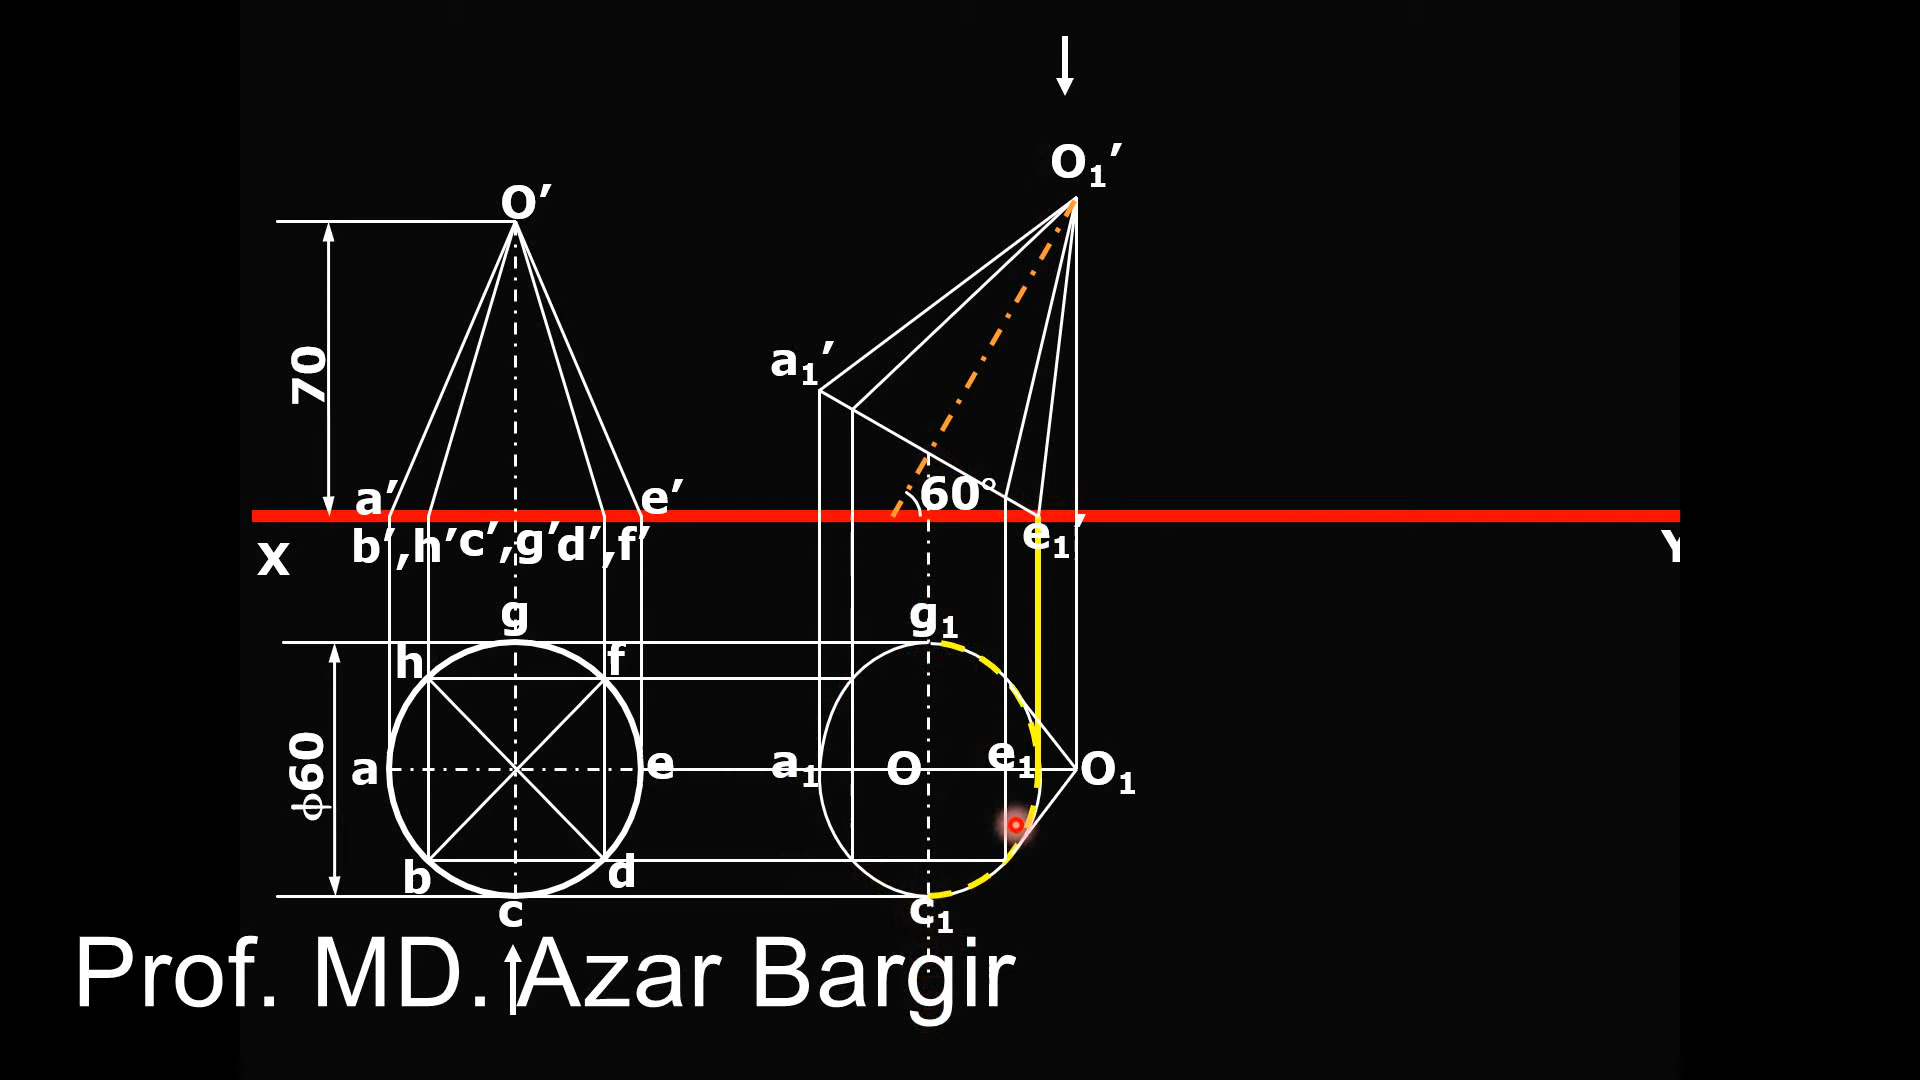 O₁′
O′
70
a₁′
a′
e′
60°
X
b′,h′ c′,g′ d′,f′
e₁′
Y
g
g₁
h
f
ϕ60
a
e
a₁
O
e₁
O₁
b
d
c
c₁
Prof. MD. Azar Bargir